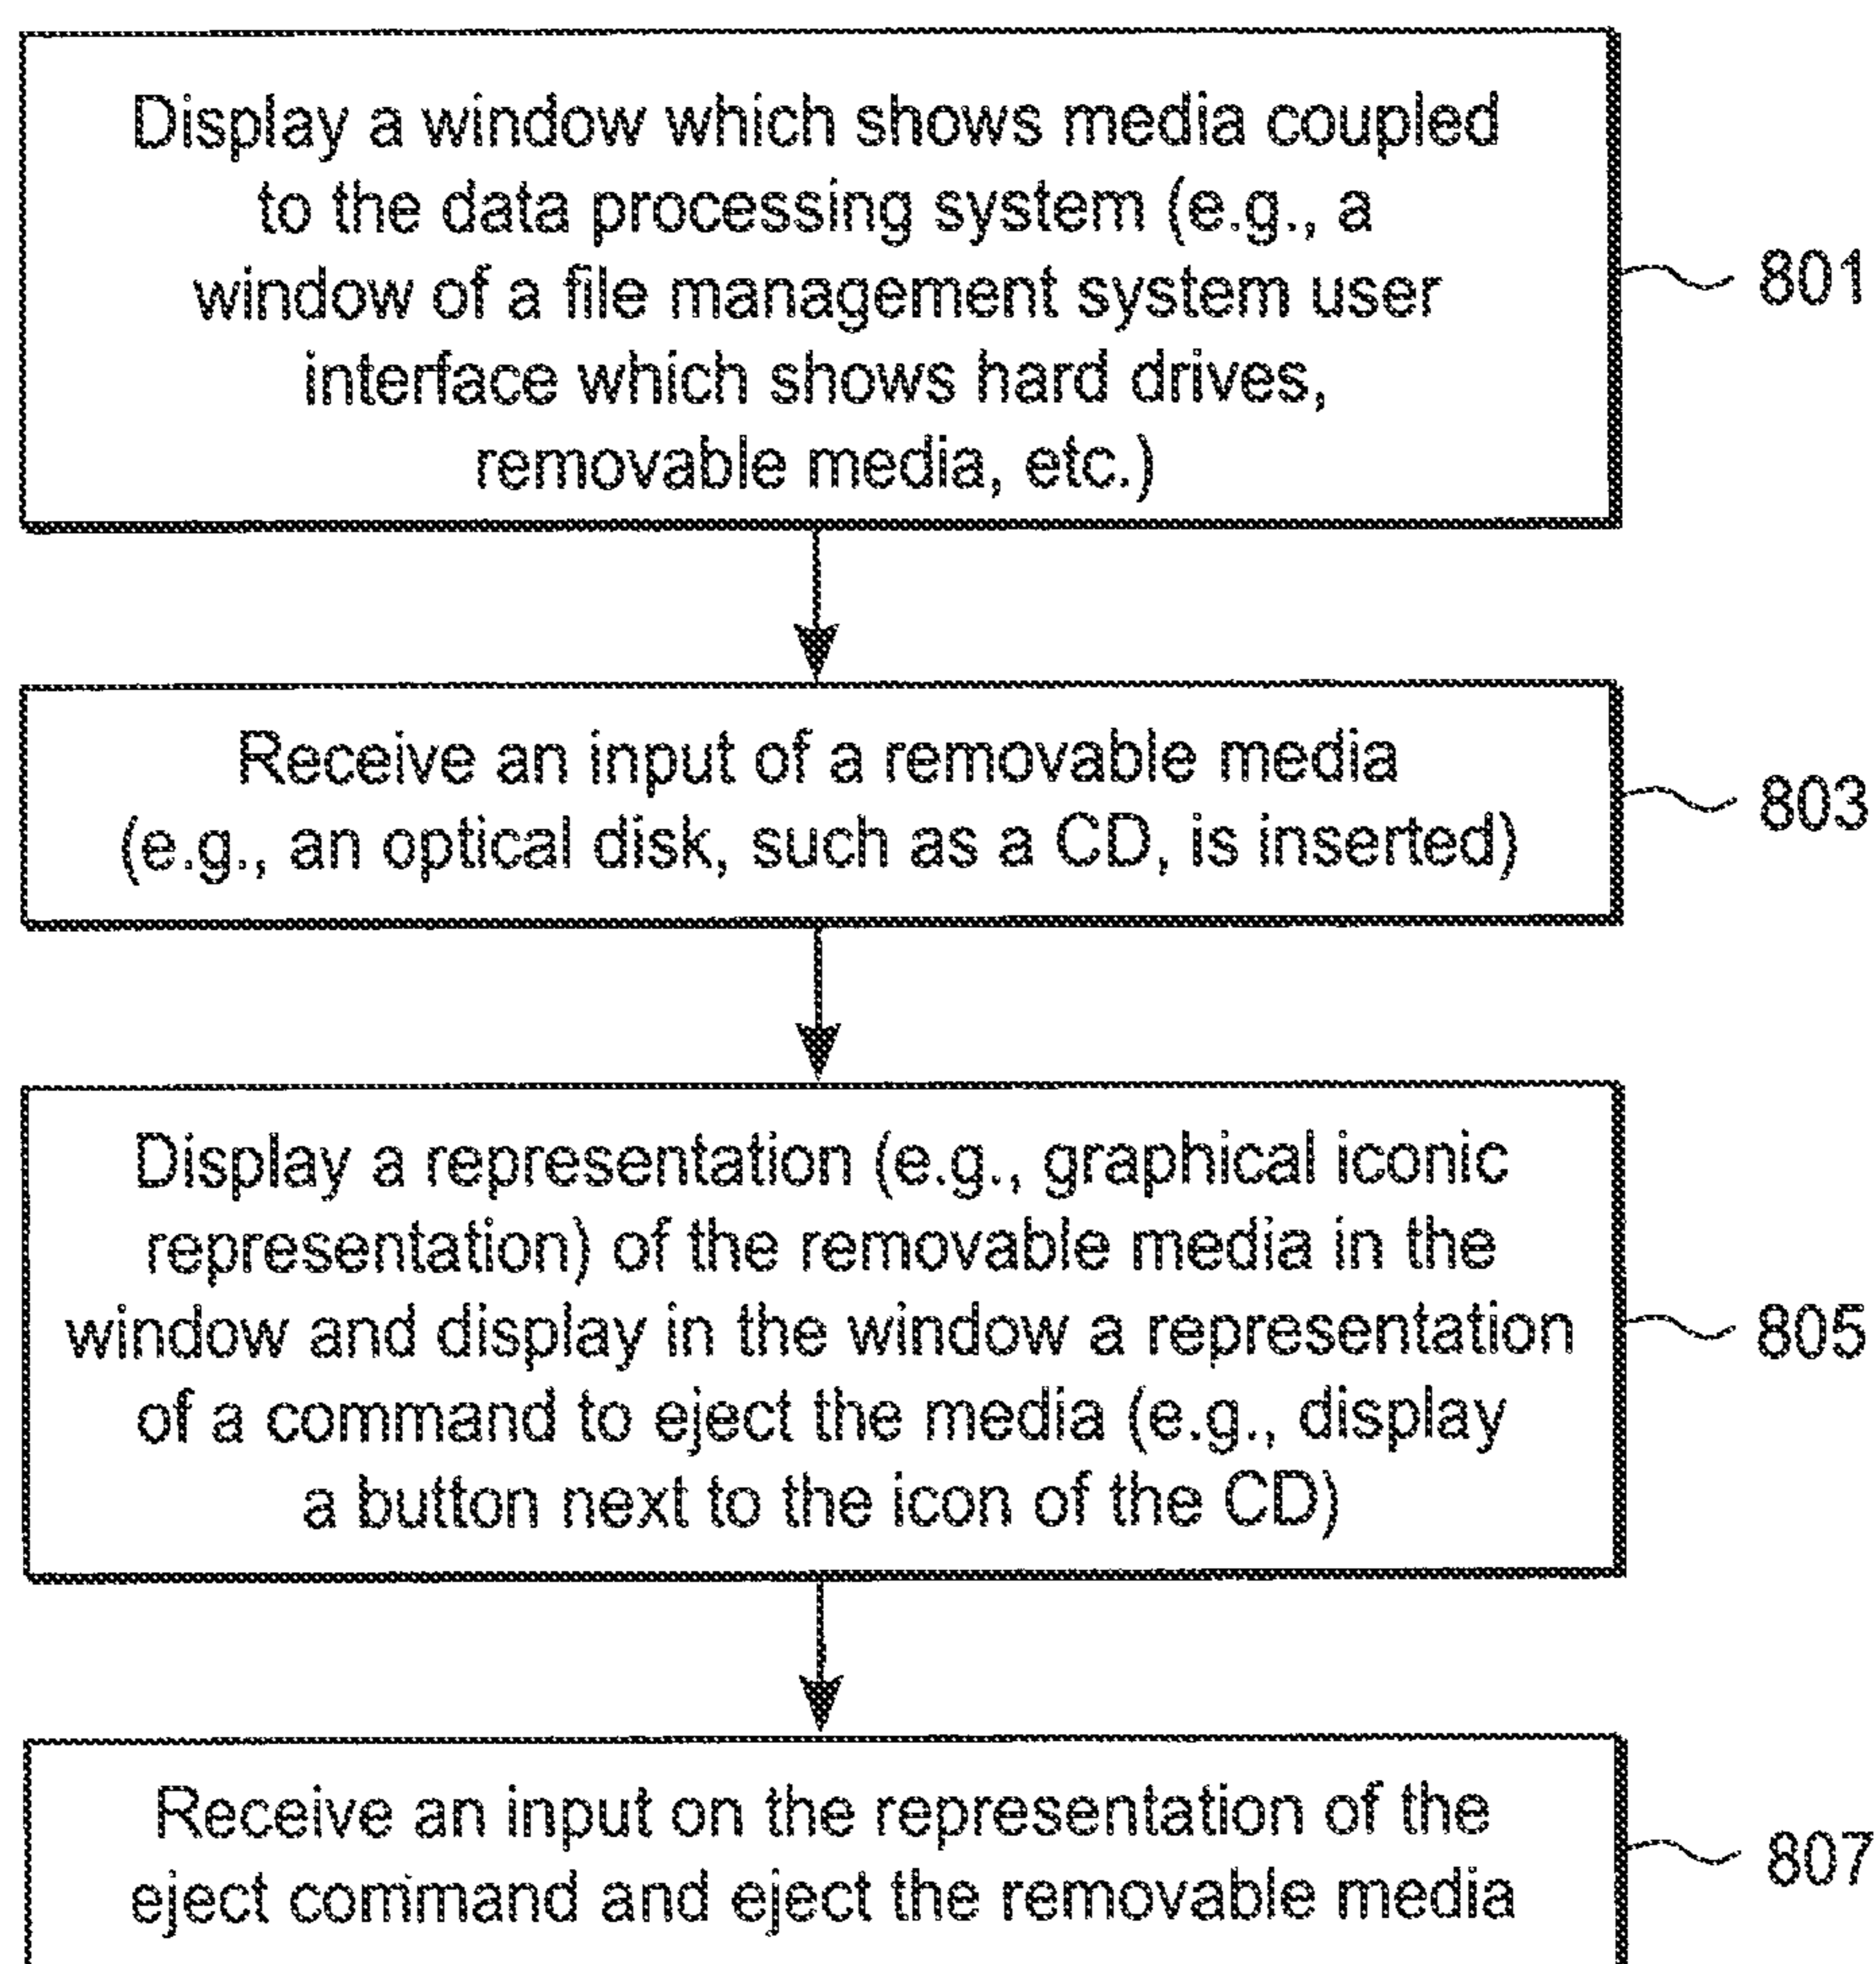 Display a window which shows media coupled
to the data processing system (e.g., a
window of a file management system user
interface which shows hard drives,
removable media, etc.)
801
Receive an input of a removable media
(e.g., an optical disk, such as a CD, is inserted)
803
Display a representation (e.g., graphical iconic
representation) of the removable media in the
window and display in the window a representation
of a command to eject the media (e.g., display
a button next to the icon of the CD)
805
Receive an input on the representation of the
eject command and eject the removable media
807